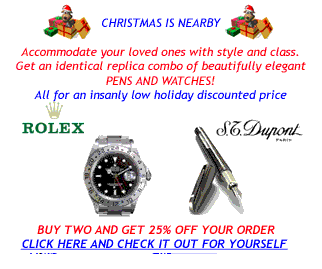 CHRISTMAS IS NEARBY
Accommodate your loved ones with style and class.
Get an identical replica combo of beautifully elegant
PENS AND WATCHES!
All for an insanly low holiday discounted price
ROLEX
S.T. Dupont
PARIS
BUY TWO AND GET 25% OFF YOUR ORDER
CLICK HERE AND CHECK IT OUT FOR YOURSELF